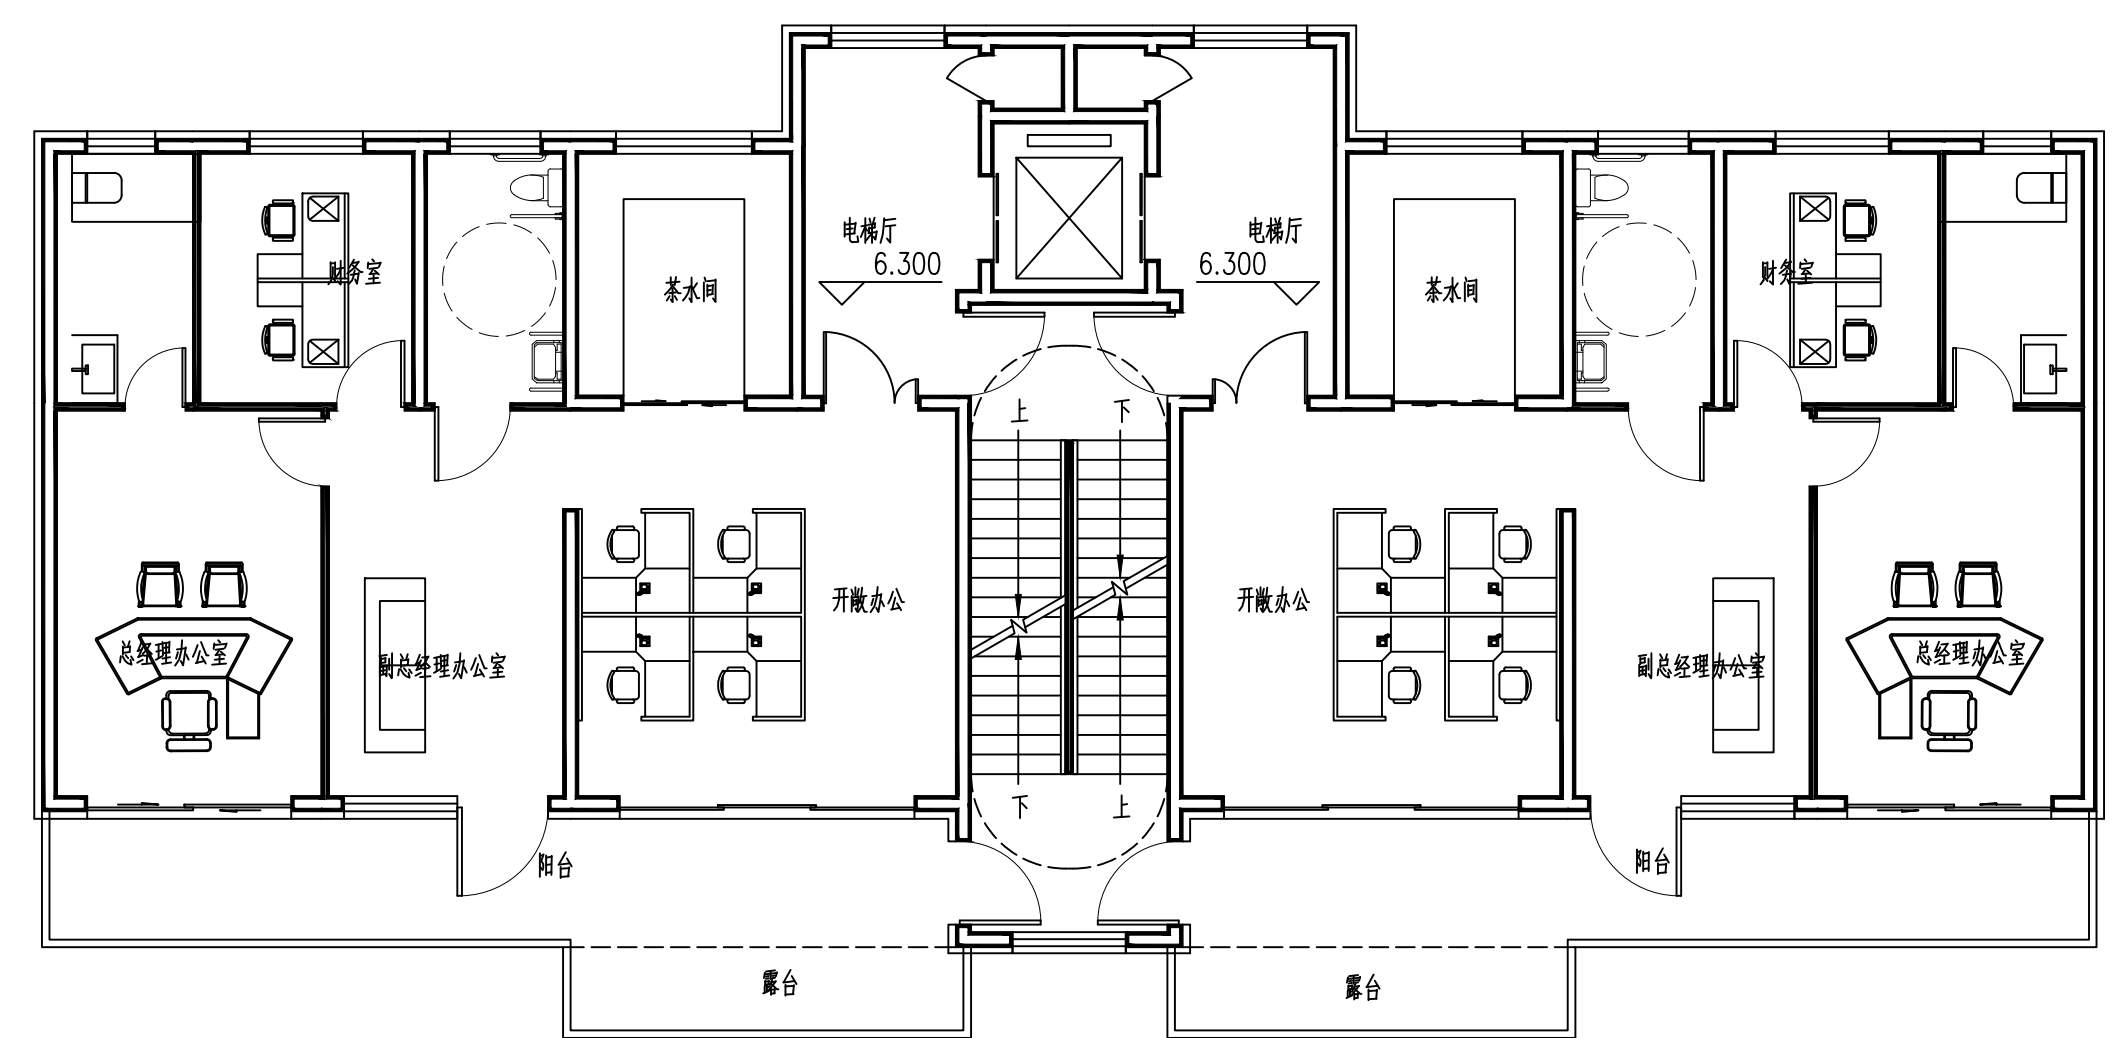 电梯厅
电梯厅
6.300
6.300
财务室
茶水间
茶水间
财务室
上
下
开敞办公
开敞办公
总经理办公室
副总经理办公室
副总经理办公室
总经理办公室
下
上
阳台
阳台
露台
露台